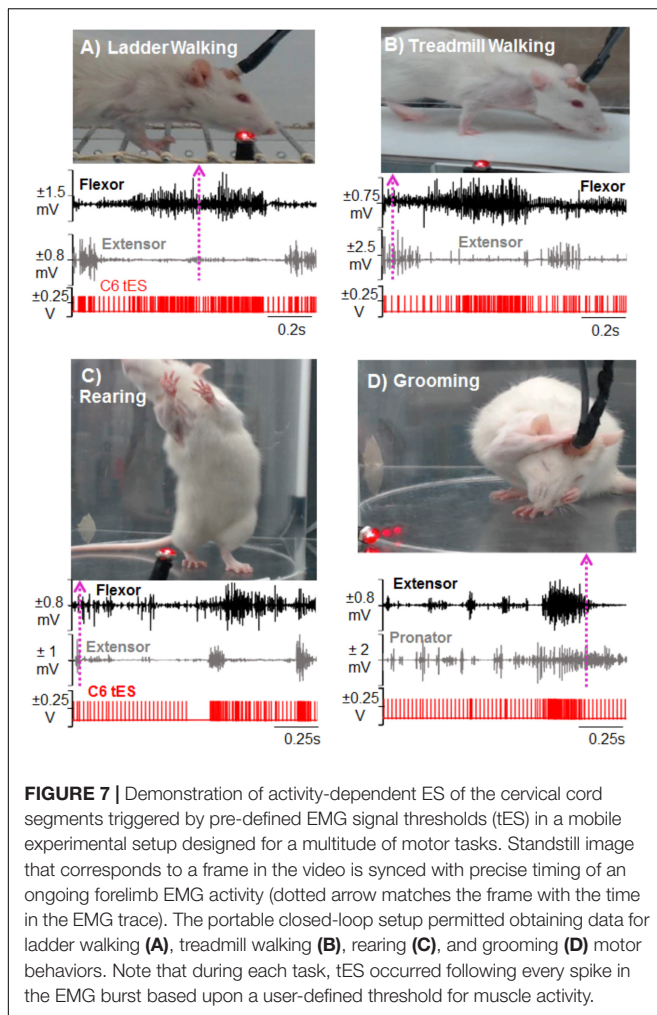 A) Ladder Walking
±1.5
mV
Flexor
±0.8
mV
Extensor
C6 tES
±0.25
V
0.2s
B) Treadmill Walking
±0.75
mV
Flexor
±2.5
mV
Extensor
±0.25
V
0.2s
C)
Rearing
±0.8
mV
Flexor
± 1
mV
Extensor
C6 tES
±0.25
V
0.25s
D) Grooming
Extensor
±0.8
mV
Pronator
± 2
mV
±0.25
V
0.25s
FIGURE 7 | Demonstration of activity-dependent ES of the cervical cord
segments triggered by pre-defined EMG signal thresholds (tES) in a mobile
experimental setup designed for a multitude of motor tasks. Standstill image
that corresponds to a frame in the video is synced with precise timing of an
ongoing forelimb EMG activity (dotted arrow matches the frame with the time
in the EMG trace). The portable closed-loop setup permitted obtaining data for
ladder walking (A), treadmill walking (B), rearing (C), and grooming (D) motor
behaviors. Note that during each task, tES occurred following every spike in
the EMG burst based upon a user-defined threshold for muscle activity.